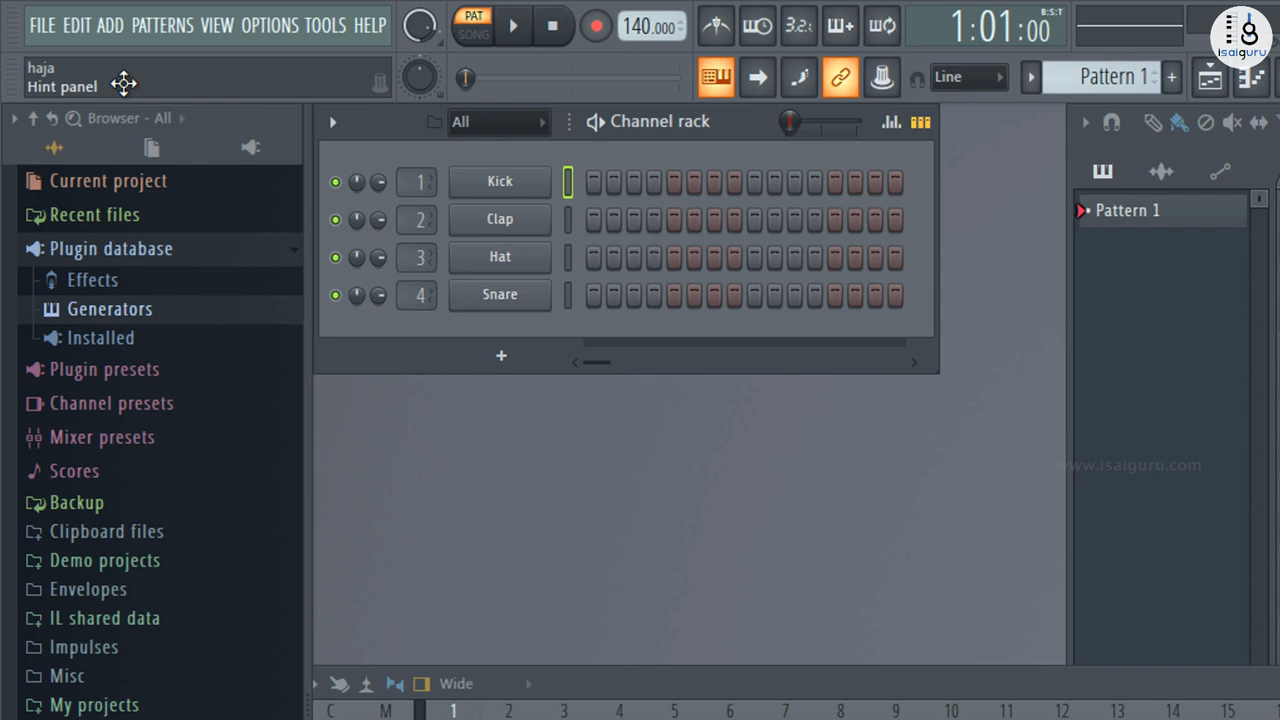 FILE EDIT ADD PATTERNS VIEW OPTIONS TOOLS HELP
PAT
SONG
140.000
3.2.
1:01:00
B:S:T
isaiguru
haja
Hint panel
Line
Pattern 1
+
Browser - All
All
Channel rack
Current project
Recent files
Plugin database
Effects
Generators
Installed
Plugin presets
Channel presets
Mixer presets
Scores
Backup
Clipboard files
Demo projects
Envelopes
IL shared data
Impulses
Misc
My projects
1 Kick
2 Clap
3 Hat
4 Snare
+
Pattern 1
www.isaiguru.com
Wide
C M 1 2 3 4 5 6 7 8 9 10 11 12 13 14 15